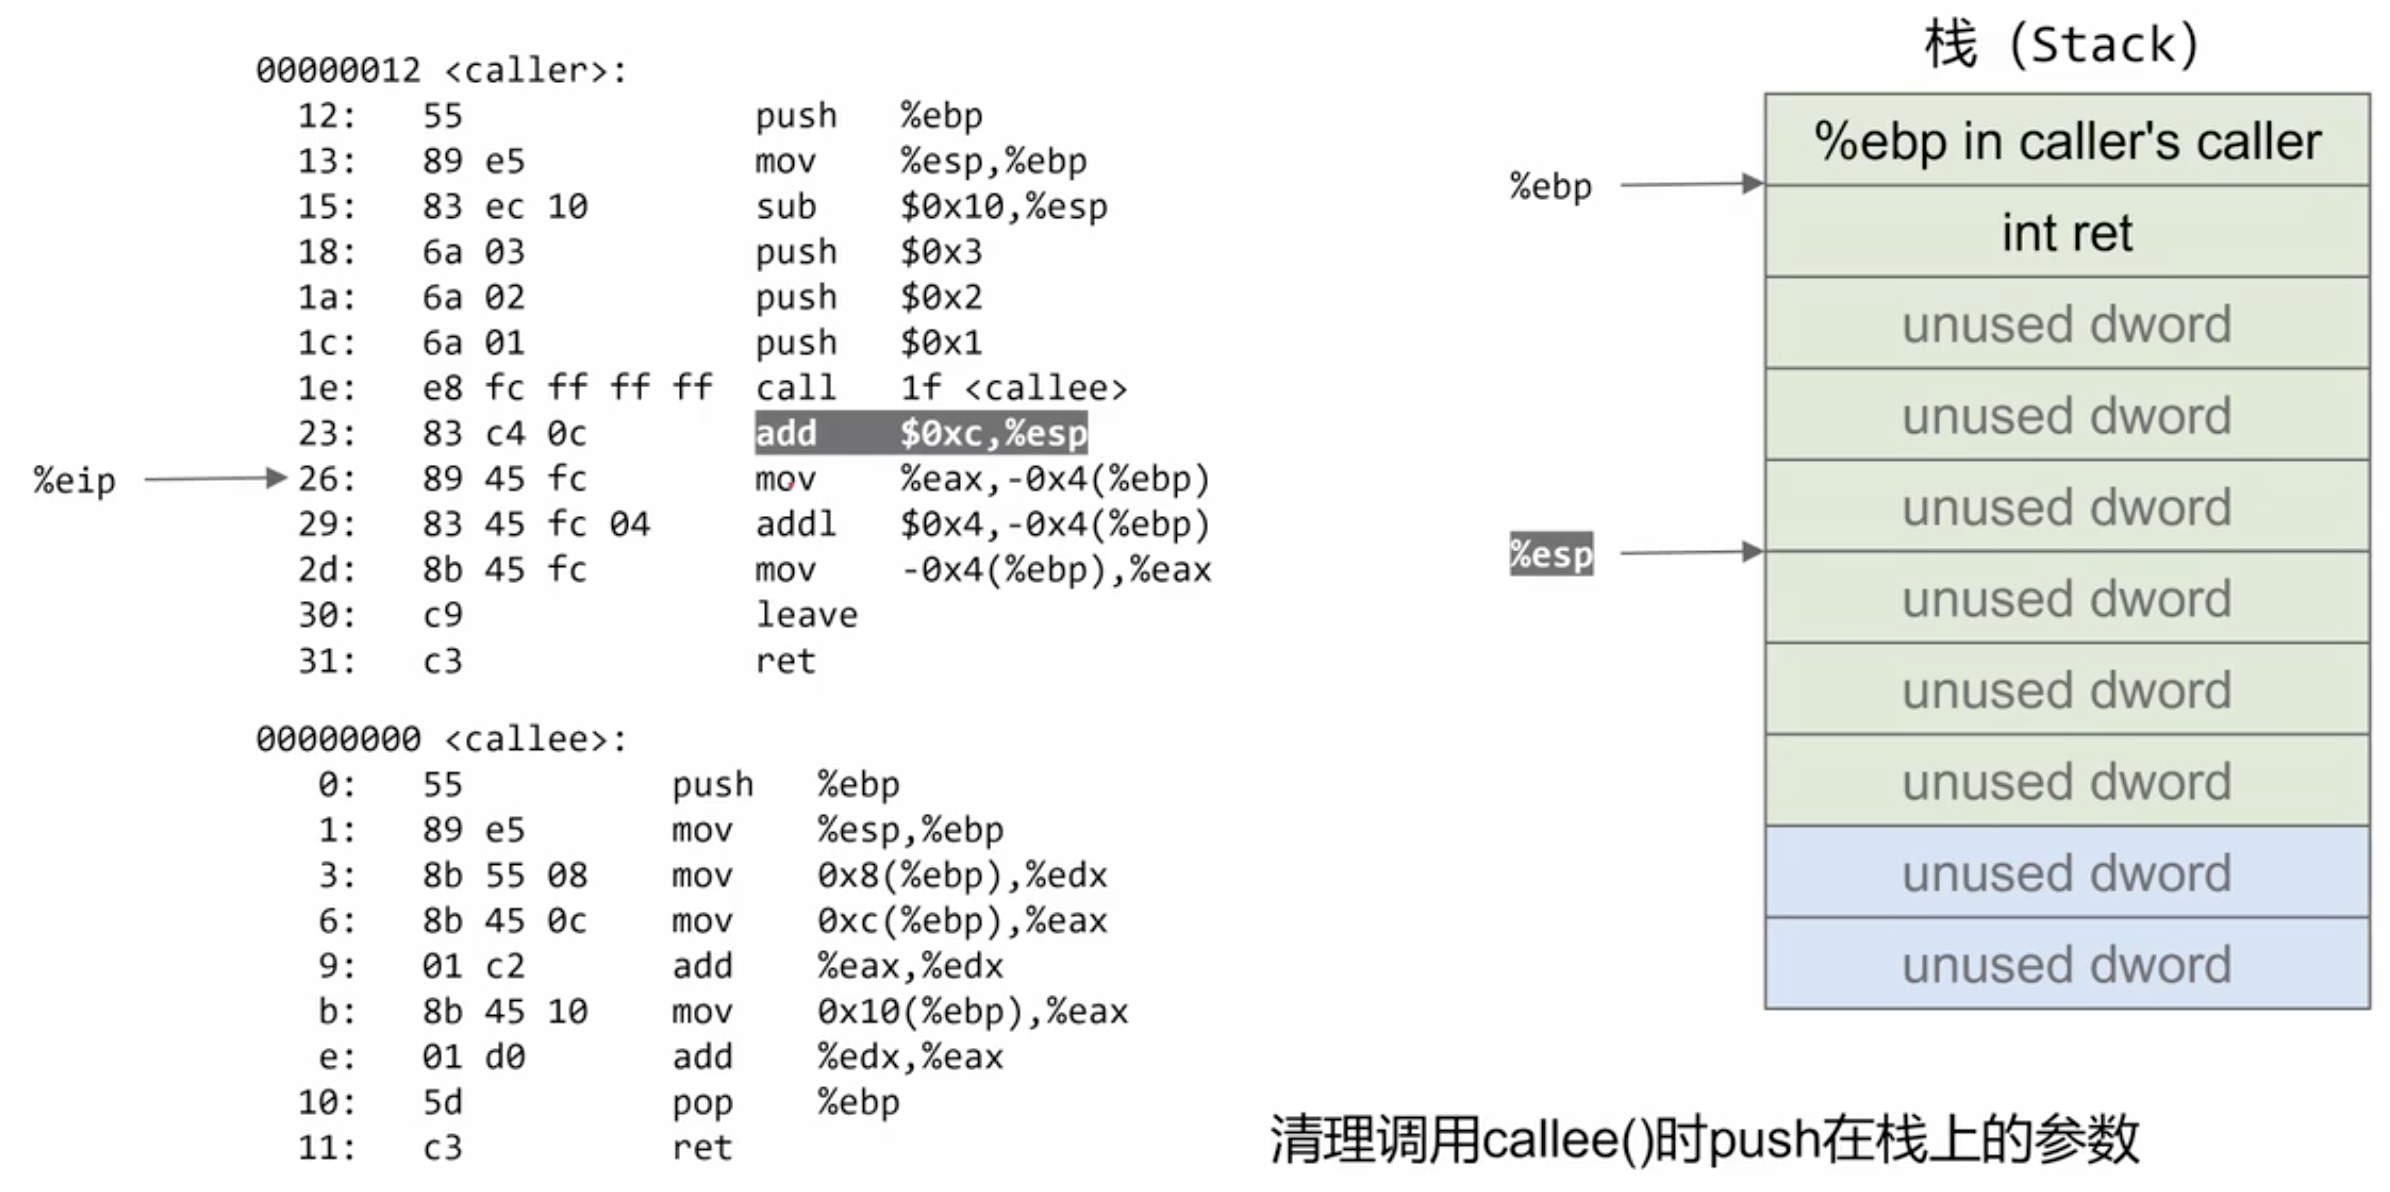 00000012 <caller>:
12: 55 push %ebp
13: 89 e5 mov %esp,%ebp
15: 83 ec 10 sub $0x10,%esp
18: 6a 03 push $0x3
1a: 6a 02 push $0x2
1c: 6a 01 push $0x1
1e: e8 fc ff ff ff call 1f <callee>
23: 83 c4 0c add $0xc,%esp
%eip
26: 89 45 fc mov %eax,-0x4(%ebp)
29: 83 45 fc 04 addl $0x4,-0x4(%ebp)
2d: 8b 45 fc mov -0x4(%ebp),%eax
30: c9 leave
31: c3 ret
00000000 <callee>:
0: 55 push %ebp
1: 89 e5 mov %esp,%ebp
3: 8b 55 08 mov 0x8(%ebp),%edx
6: 8b 45 0c mov 0xc(%ebp),%eax
9: 01 c2 add %eax,%edx
b: 8b 45 10 mov 0x10(%ebp),%eax
e: 01 d0 add %edx,%eax
10: 5d pop %ebp
11: c3 ret
栈（Stack）
%ebp in caller's caller
%ebp
int ret
unused dword
unused dword
unused dword
%esp
unused dword
unused dword
unused dword
unused dword
unused dword
清理调用callee()时push在栈上的参数